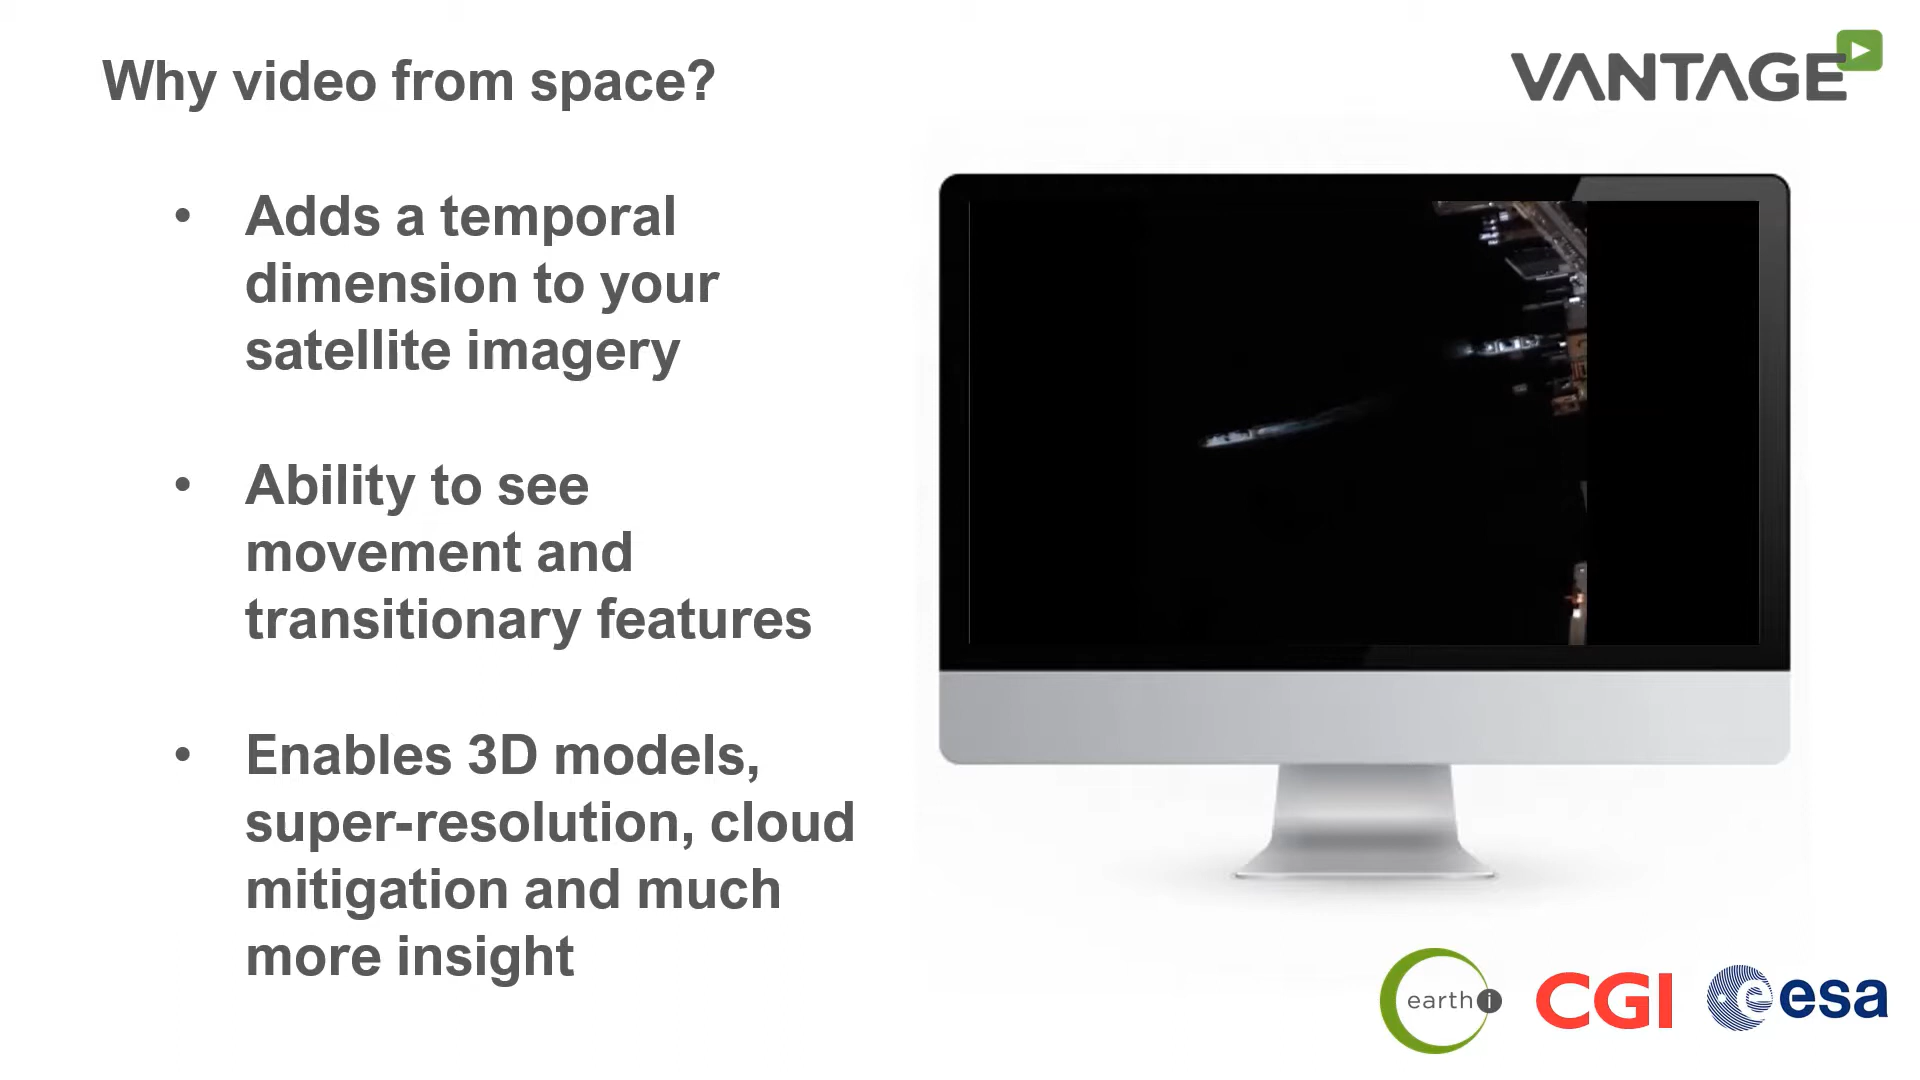 Why video from space?
VANTAGE
• Adds a temporal
dimension to your
satellite imagery
• Ability to see
movement and
transitionary features
• Enables 3D models,
super-resolution, cloud
mitigation and much
more insight
earth i
CGI
esa